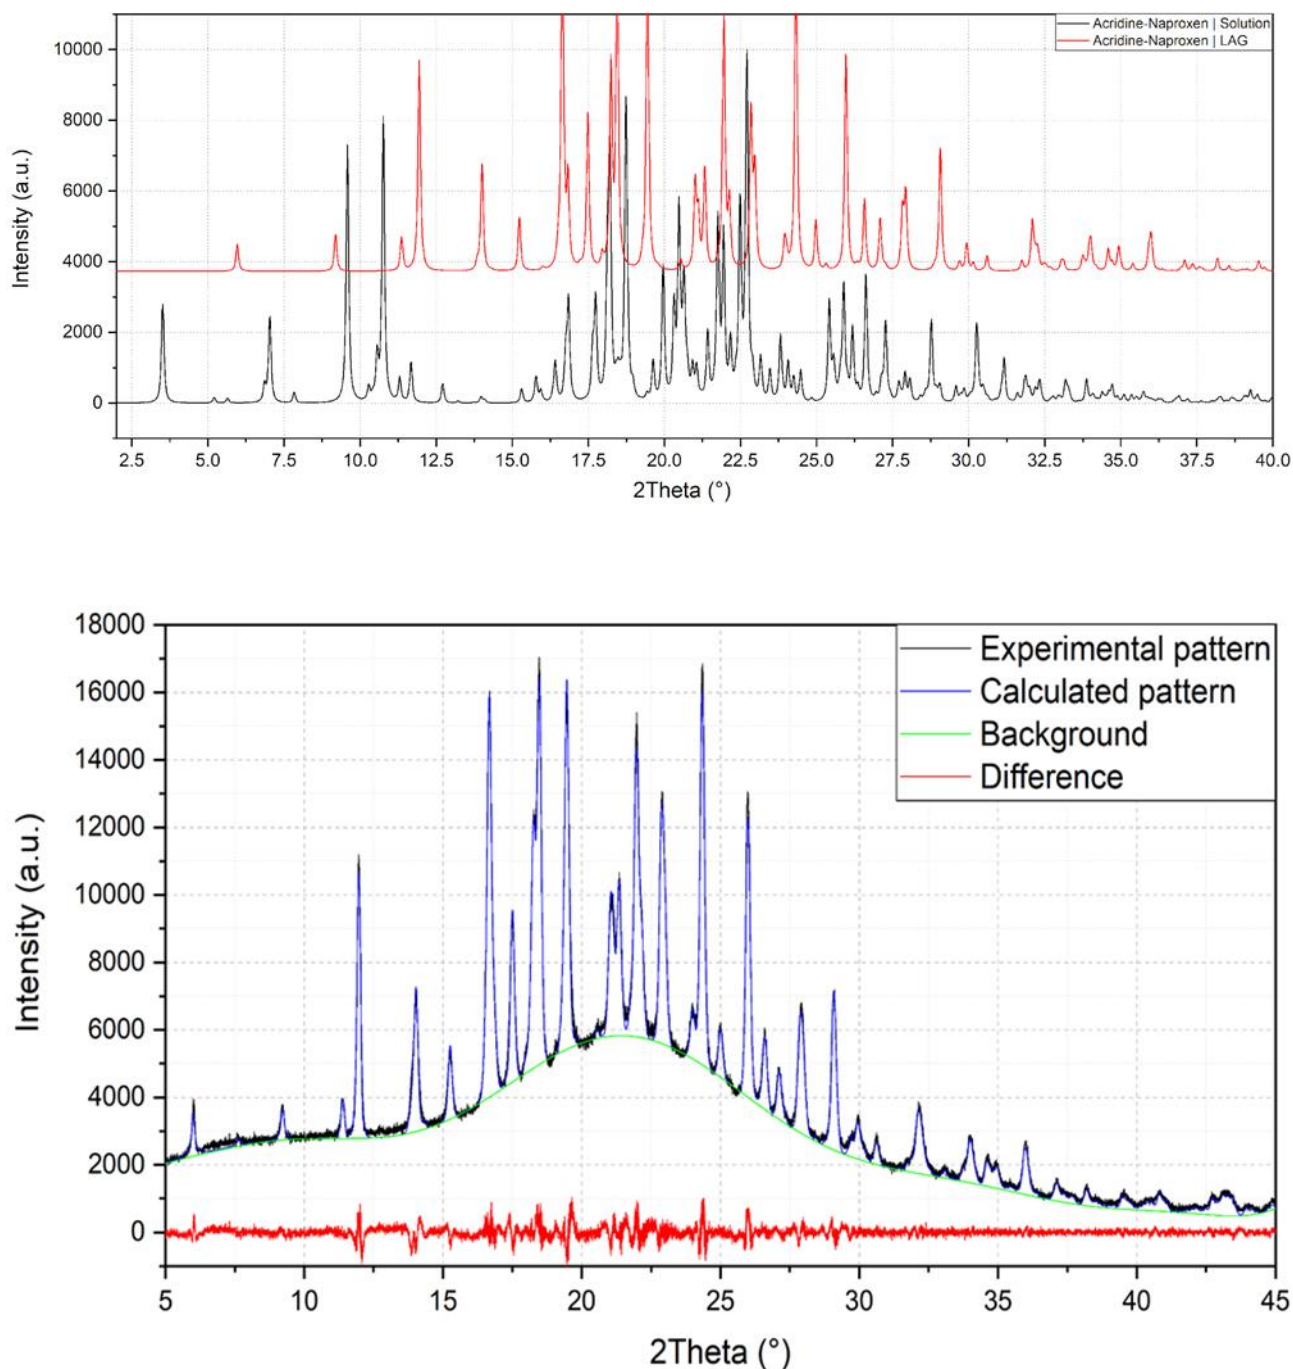 Acridine-Naproxen | Solution
Acridine-Naproxen | LAG
10000
8000
6000
4000
2000
0
Intensity (a.u.)
2.5 5.0 7.5 10.0 12.5 15.0 17.5 20.0 22.5 25.0 27.5 30.0 32.5 35.0 37.5 40.0
2Theta (°)
18000
16000
14000
12000
10000
8000
6000
4000
2000
0
Intensity (a.u.)
Experimental pattern
Calculated pattern
Background
Difference
5 10 15 20 25 30 35 40 45
2Theta (°)